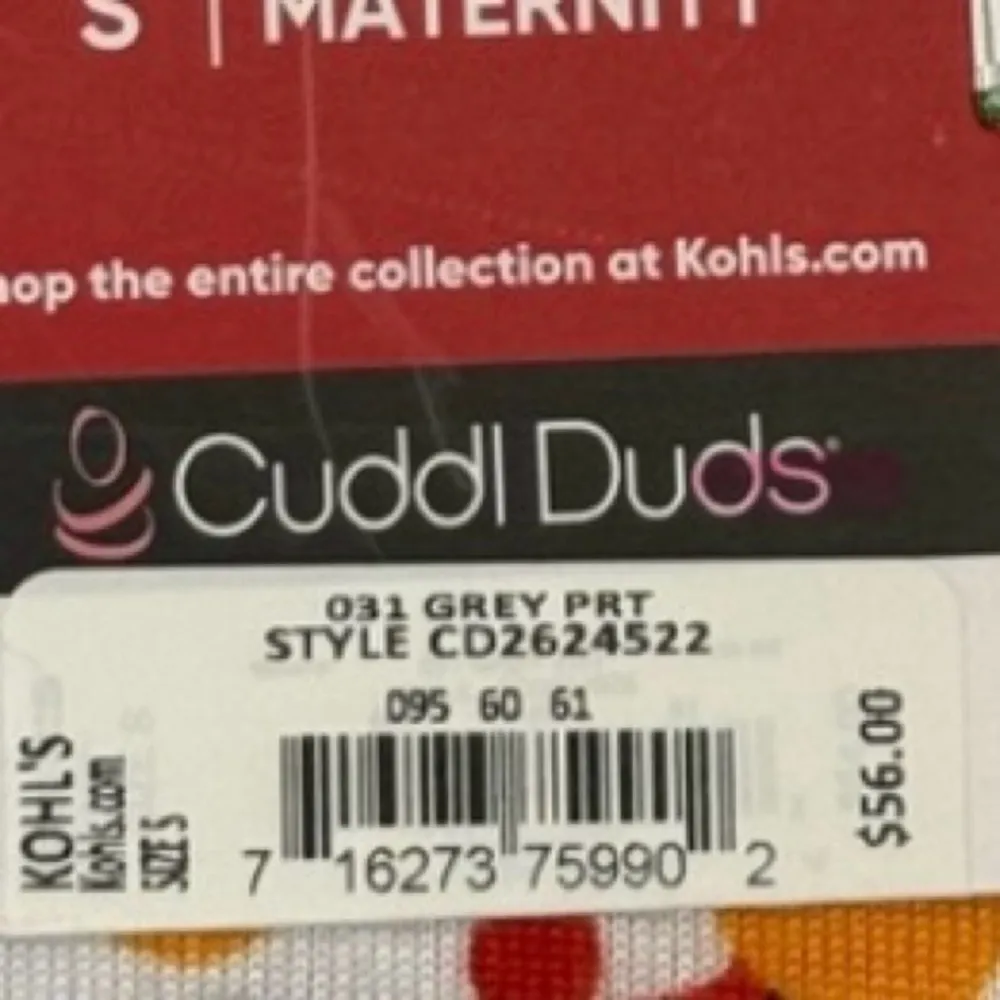 S | MATERNITY
hop the entire collection at Kohls.com
Cuddl Duds
031 GREY PRT
STYLE CD2624522
095 60 61
KOHL'S
Kohls.com
SIZE S
$56.00
7 16273 75990 2